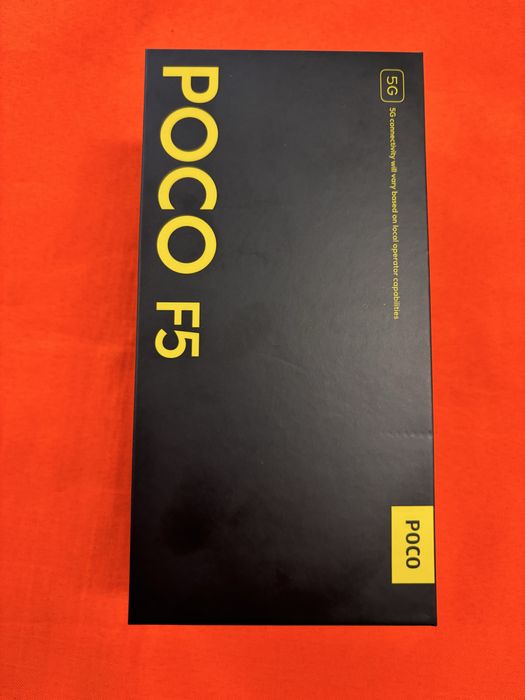 5G
5G connectivity will vary based on local operator capabilities
POCO
POCO F5